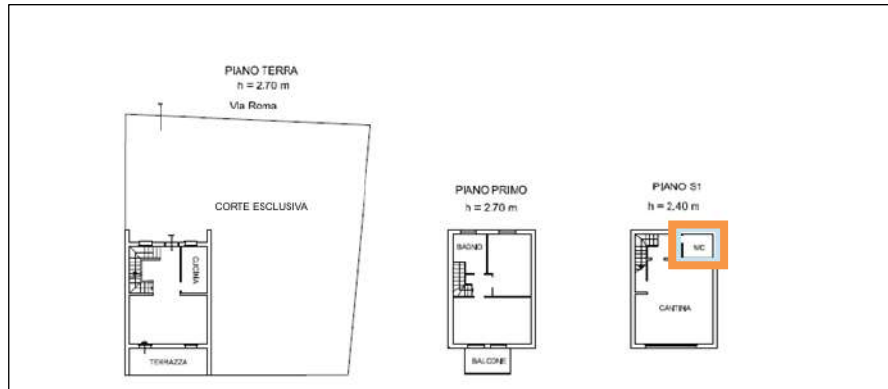 PIANO TERRA
h = 2.70 m
Via Roma
CORTE ESCLUSIVA
CUCINA
TERRAZZA
PIANO PRIMO
h = 2.70 m
BAGNO
BALCONE
PIANO S1
h = 2.40 m
WC
CANTINA